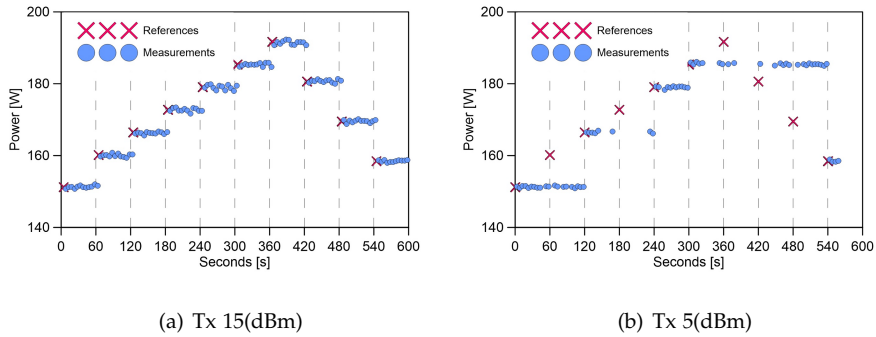 200
180
160
140
Power [W]
References
Measurements
0 60 120 180 240 300 360 420 480 540 600
Seconds [s]
(a) Tx 15(dBm)
200
180
160
140
Power [W]
References
Measurements
0 60 120 180 240 300 360 420 480 540 600
Seconds [s]
(b) Tx 5(dBm)